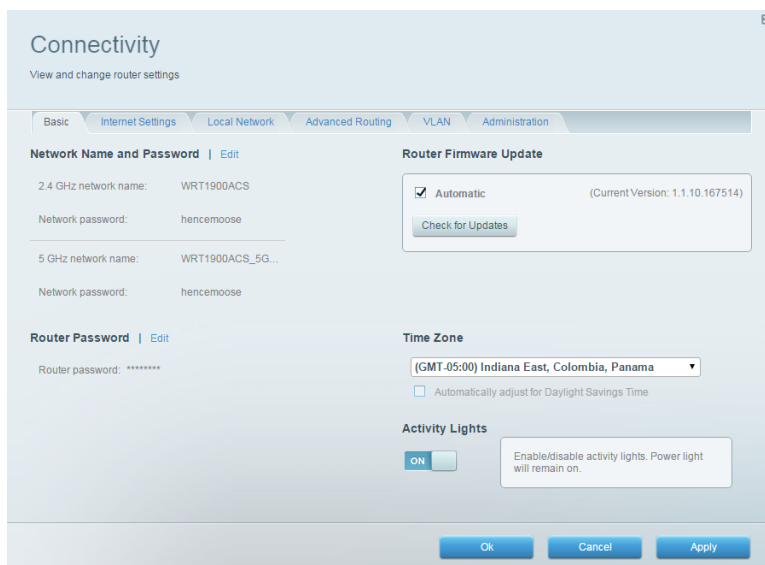 Connectivity
View and change router settings
Basic
Internet Settings
Local Network
Advanced Routing
VLAN
Administration
Network Name and Password | Edit
2.4 GHz network name: WRT1900ACS
Network password: hencemoose
5 GHz network name: WRT1900ACS_5G...
Network password: hencemoose
Router Password | Edit
Router password: ********
Router Firmware Update
Automatic (Current Version: 1.1.10.167514)
Check for Updates
Time Zone
(GMT-05:00) Indiana East, Colombia, Panama
Automatically adjust for Daylight Savings Time
Activity Lights
ON
Enable/disable activity lights. Power light
will remain on.
Ok
Cancel
Apply